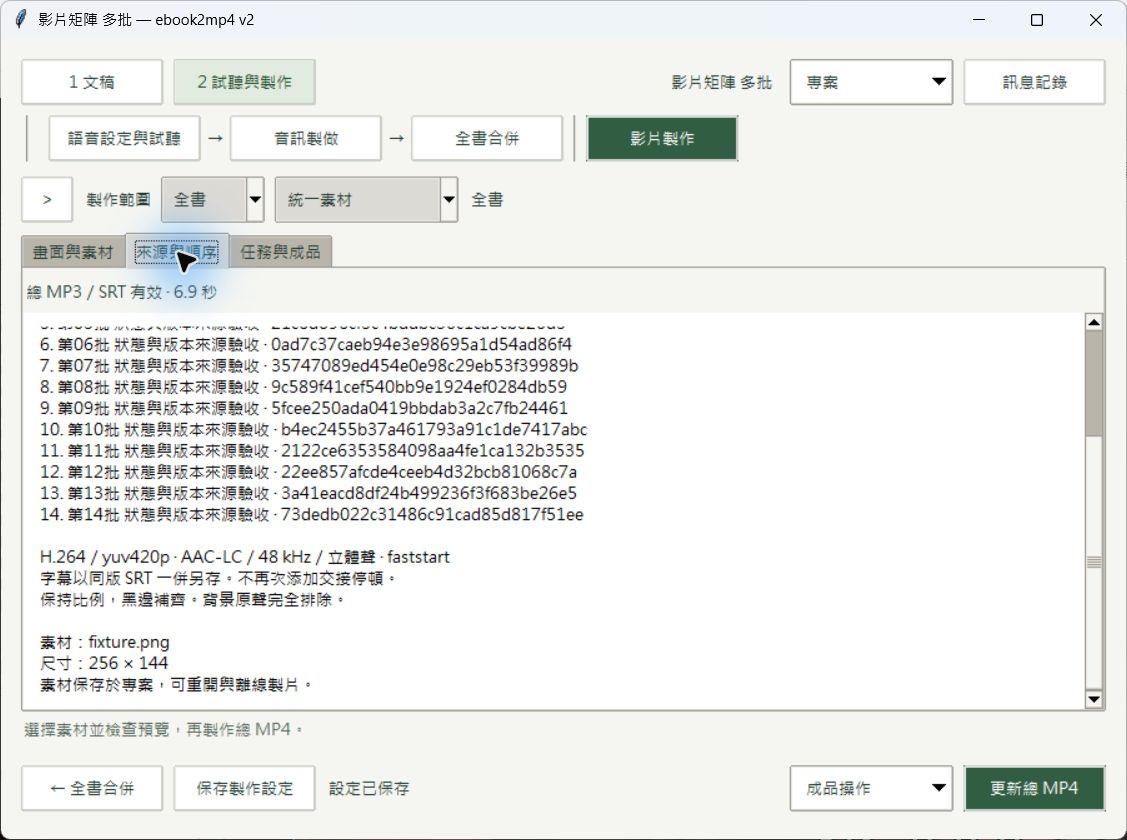 影片矩陣 多批 — ebook2mp4 v2
1 文稿
2 試聽與製作
影片矩陣 多批
專案
訊息記錄
語音設定與試聽
→
音訊製做
→
全書合併
影片製作
>
製作範圍
全書
統一素材
全書
畫面與素材
來源與順序
任務與成品
總 MP3 / SRT 有效 · 6.9 秒
6. 第06批 狀態與版本來源驗收 · 0ad7c37caeb94e3e98695a1d54ad86f4
7. 第07批 狀態與版本來源驗收 · 35747089ed454e0e98c29eb53f39989b
8. 第08批 狀態與版本來源驗收 · 9c589f41cef540bb9e1924ef0284db59
9. 第09批 狀態與版本來源驗收 · 5fcee250ada0419bbdab3a2c7fb24461
10. 第10批 狀態與版本來源驗收 · b4ec2455b37a461793a91c1de7417abc
11. 第11批 狀態與版本來源驗收 · 2122ce6353584098aa4fe1ca132b3535
12. 第12批 狀態與版本來源驗收 · 22ee857afcde4ceeb4d32bcb81068c7a
13. 第13批 狀態與版本來源驗收 · 3a41eacd8df24b499236f3f683be26e5
14. 第14批 狀態與版本來源驗收 · 73dedb022c31486c91cad85d817f51ee
H.264 / yuv420p · AAC-LC / 48 kHz / 立體聲 · faststart
字幕以同版 SRT 一併另存。不再次添加交接停頓。
保持比例，黑邊補齊。背景原聲完全排除。
素材：fixture.png
尺寸：256 × 144
素材保存於專案，可重開與離線製片。
選擇素材並檢查預覽，再製作總 MP4。
← 全書合併
保存製作設定
設定已保存
成品操作
更新總 MP4